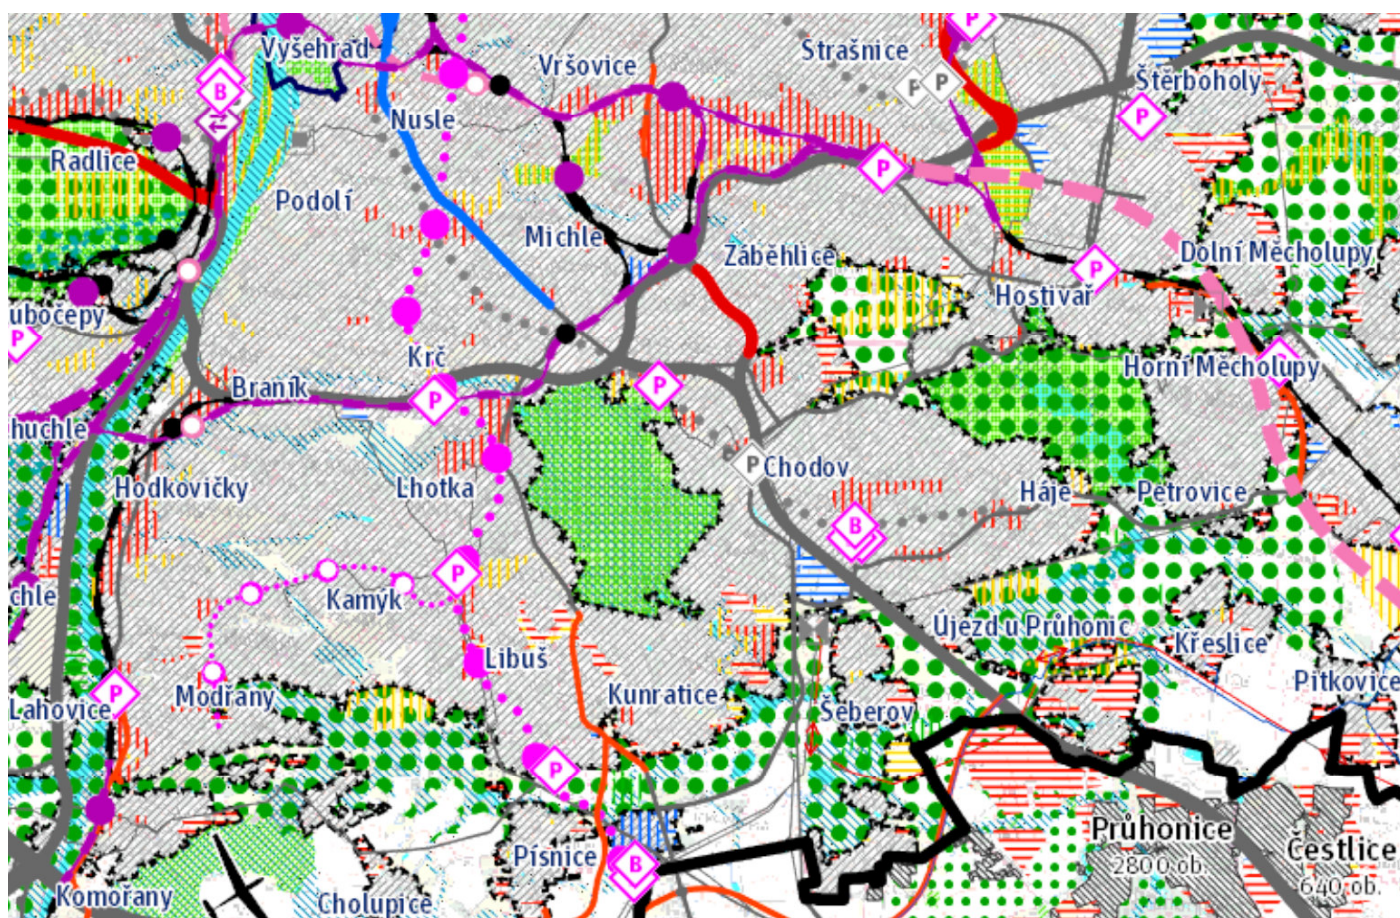 P
Vyšehrad
Vršovice
Strašnice
Štěrboholy
B
P
P
P
Nusle
Radlice
Podolí
P
Michle
Záběhlice
Dolní Měcholupy
Hostivař
P
ubočepy
P
Krč
Horní Měcholupy
Braník
P
P
huchle
Chodov
P
P
Hodkovičky
Lhotka
Háje
Petrovice
B
chle
Kamýk
P
Újezd u Průhonic
Křeslice
Libuš
Pitkovice
Modřany
Kunratice
P
Lahovice
Šeberov
P
Průhonice
2800 ob.
Čestlice
640 ob.
Písnice
B
Komořany
Cholupice